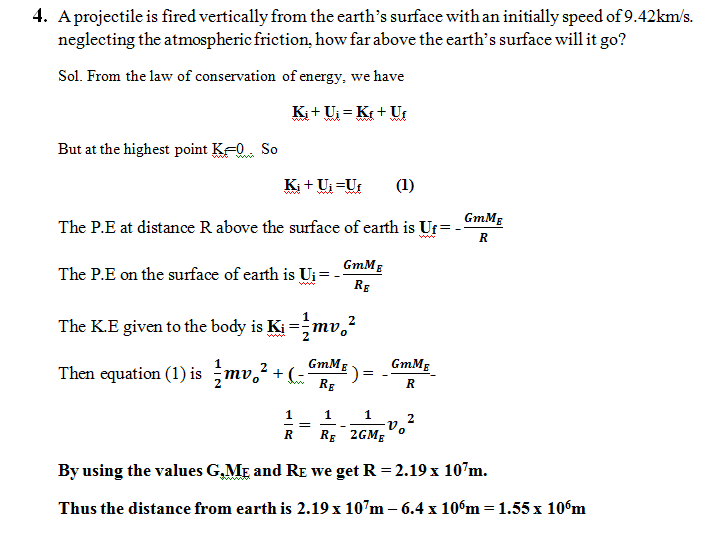 4. A projectile is fired vertically from the earth's surface with an initially speed of 9.42km/s.
neglecting the atmospheric friction, how far above the earth's surface will it go?
Sol. From the law of conservation of energy, we have
Ki + Ui = Kf + Uf
But at the highest point Kf=0 . So
Ki + Ui =Uf (1)
The P.E at distance R above the surface of earth is Uf = - GmME/R
The P.E on the surface of earth is Ui = - GmME/RE
The K.E given to the body is Ki = 1/2 mvo²
Then equation (1) is 1/2 mvo² + (- GmME/RE ) = - GmME/R
1/R = 1/RE - 1/2GME vo²
By using the values G,ME and RE we get R = 2.19 x 10⁷m.
Thus the distance from earth is 2.19 x 10⁷m – 6.4 x 10⁶m = 1.55 x 10⁶m